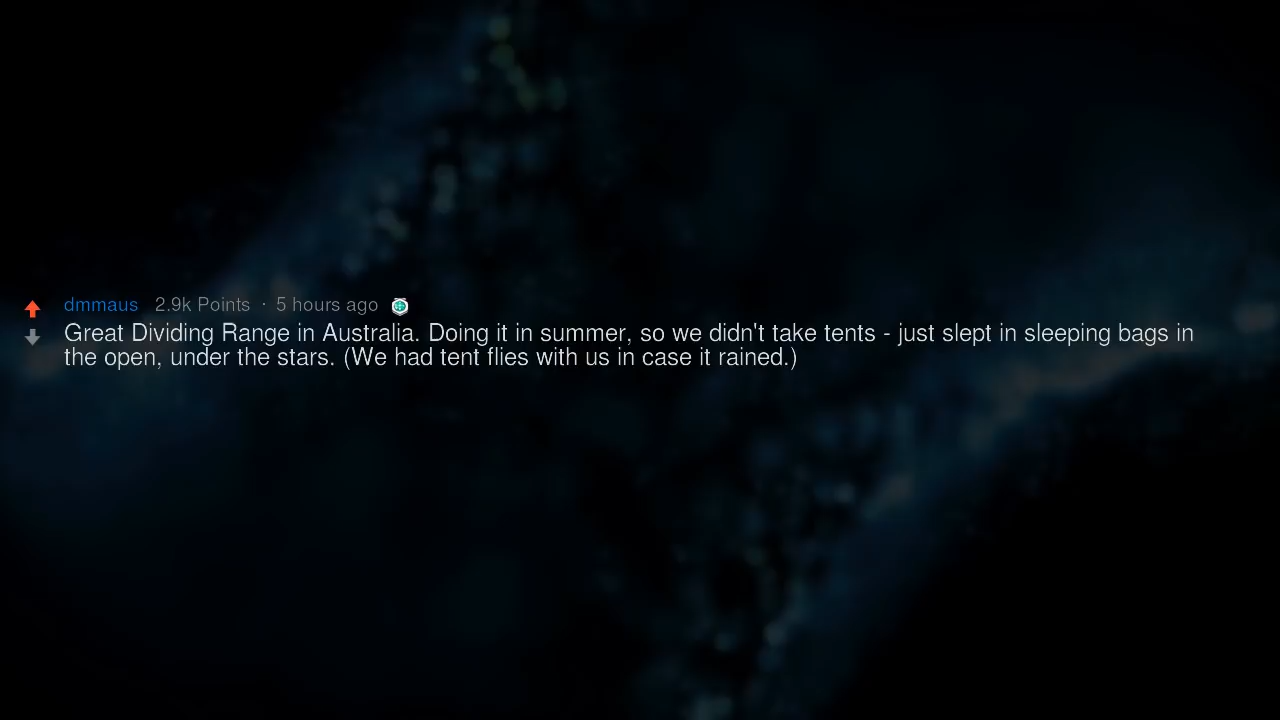 dmmaus 2.9k Points · 5 hours ago
Great Dividing Range in Australia. Doing it in summer, so we didn't take tents - just slept in sleeping bags in
the open, under the stars. (We had tent flies with us in case it rained.)